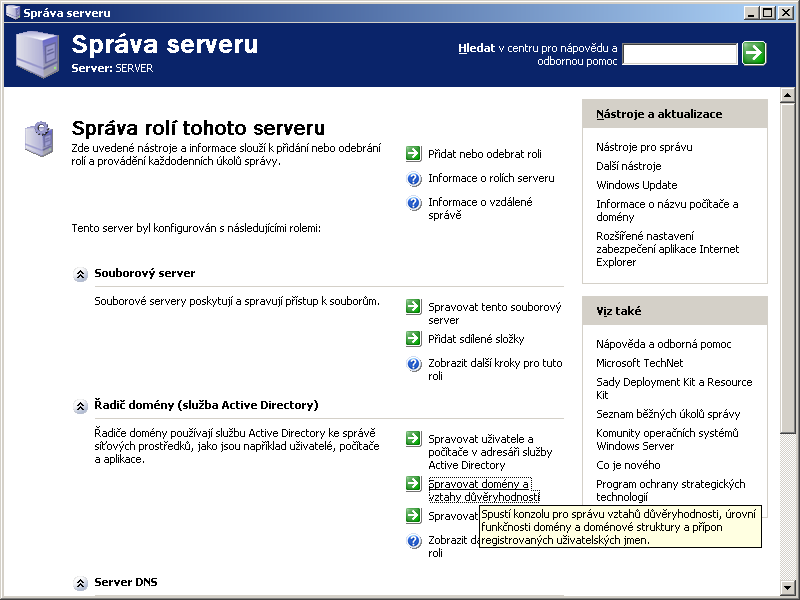 Správa serveru
Správa serveru
Server: SERVER
Hledat v centru pro nápovědu a
odbornou pomoc
Správa rolí tohoto serveru
Zde uvedené nástroje a informace slouží k přidání nebo odebrání
rolí a provádění každodenních úkolů správy.
Přidat nebo odebrat roli
Informace o rolích serveru
Informace o vzdálené
správě
Tento server byl konfigurován s následujícími rolemi:
Souborový server
Souborové servery poskytují a spravují přístup k souborům.
Spravovat tento souborový
server
Přidat sdílené složky
Zobrazit další kroky pro tuto
roli
Řadič domény (služba Active Directory)
Řadiče domény používají službu Active Directory ke správě
síťových prostředků, jako jsou například uživatelé, počítače
a aplikace.
Spravovat uživatele a
počítače v adresáři služby
Active Directory
Spravovat domény a
vztahy důvěryhodnosti
Spravovat
Zobrazit
roli
Spustí konzolu pro správu vztahů důvěryhodnosti, úrovní
funkčnosti domény a doménové struktury a přípon
registrovaných uživatelských jmen.
Server DNS
Nástroje a aktualizace
Nástroje pro správu
Další nástroje
Windows Update
Informace o názvu počítače a
domény
Rozšířené nastavení
zabezpečení aplikace Internet
Explorer
Viz také
Nápověda a odborná pomoc
Microsoft TechNet
Sady Deployment Kit a Resource
Kit
Seznam běžných úkolů správy
Komunity operačních systémů
Windows Server
Co je nového
Program ochrany strategických
technologií